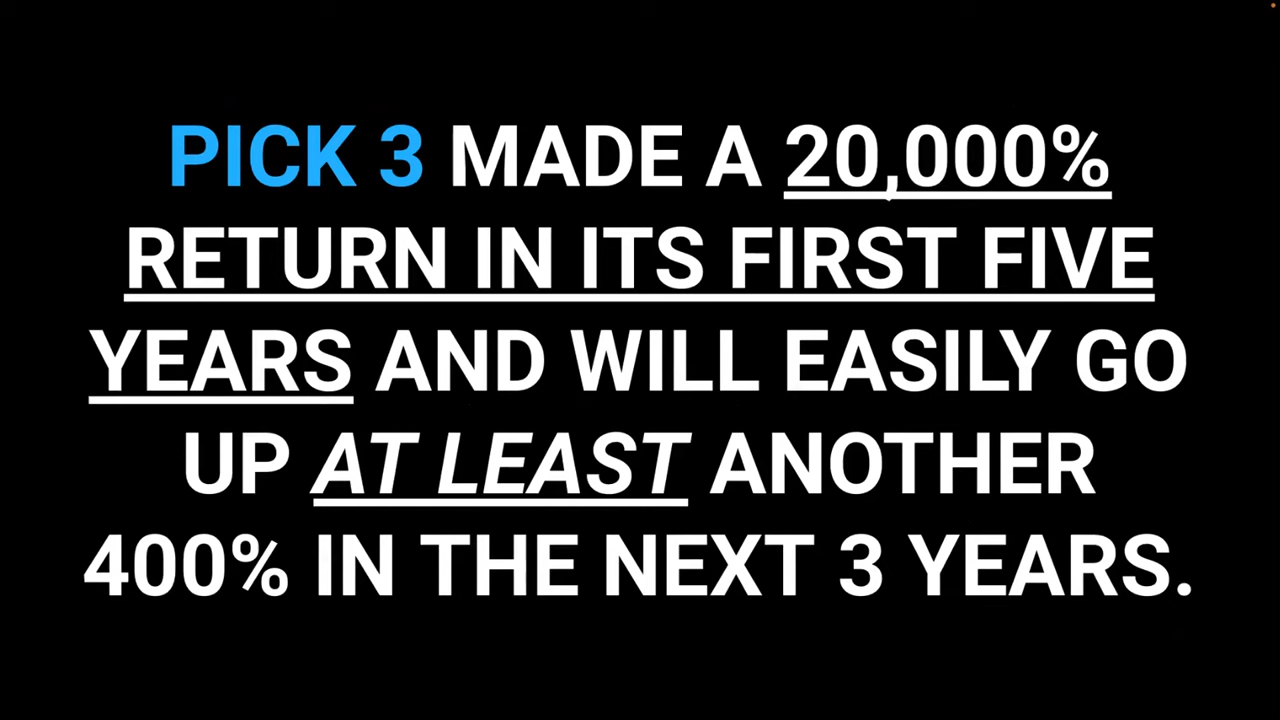 PICK 3 MADE A 20,000%
RETURN IN ITS FIRST FIVE
YEARS AND WILL EASILY GO
UP AT LEAST ANOTHER
400% IN THE NEXT 3 YEARS.